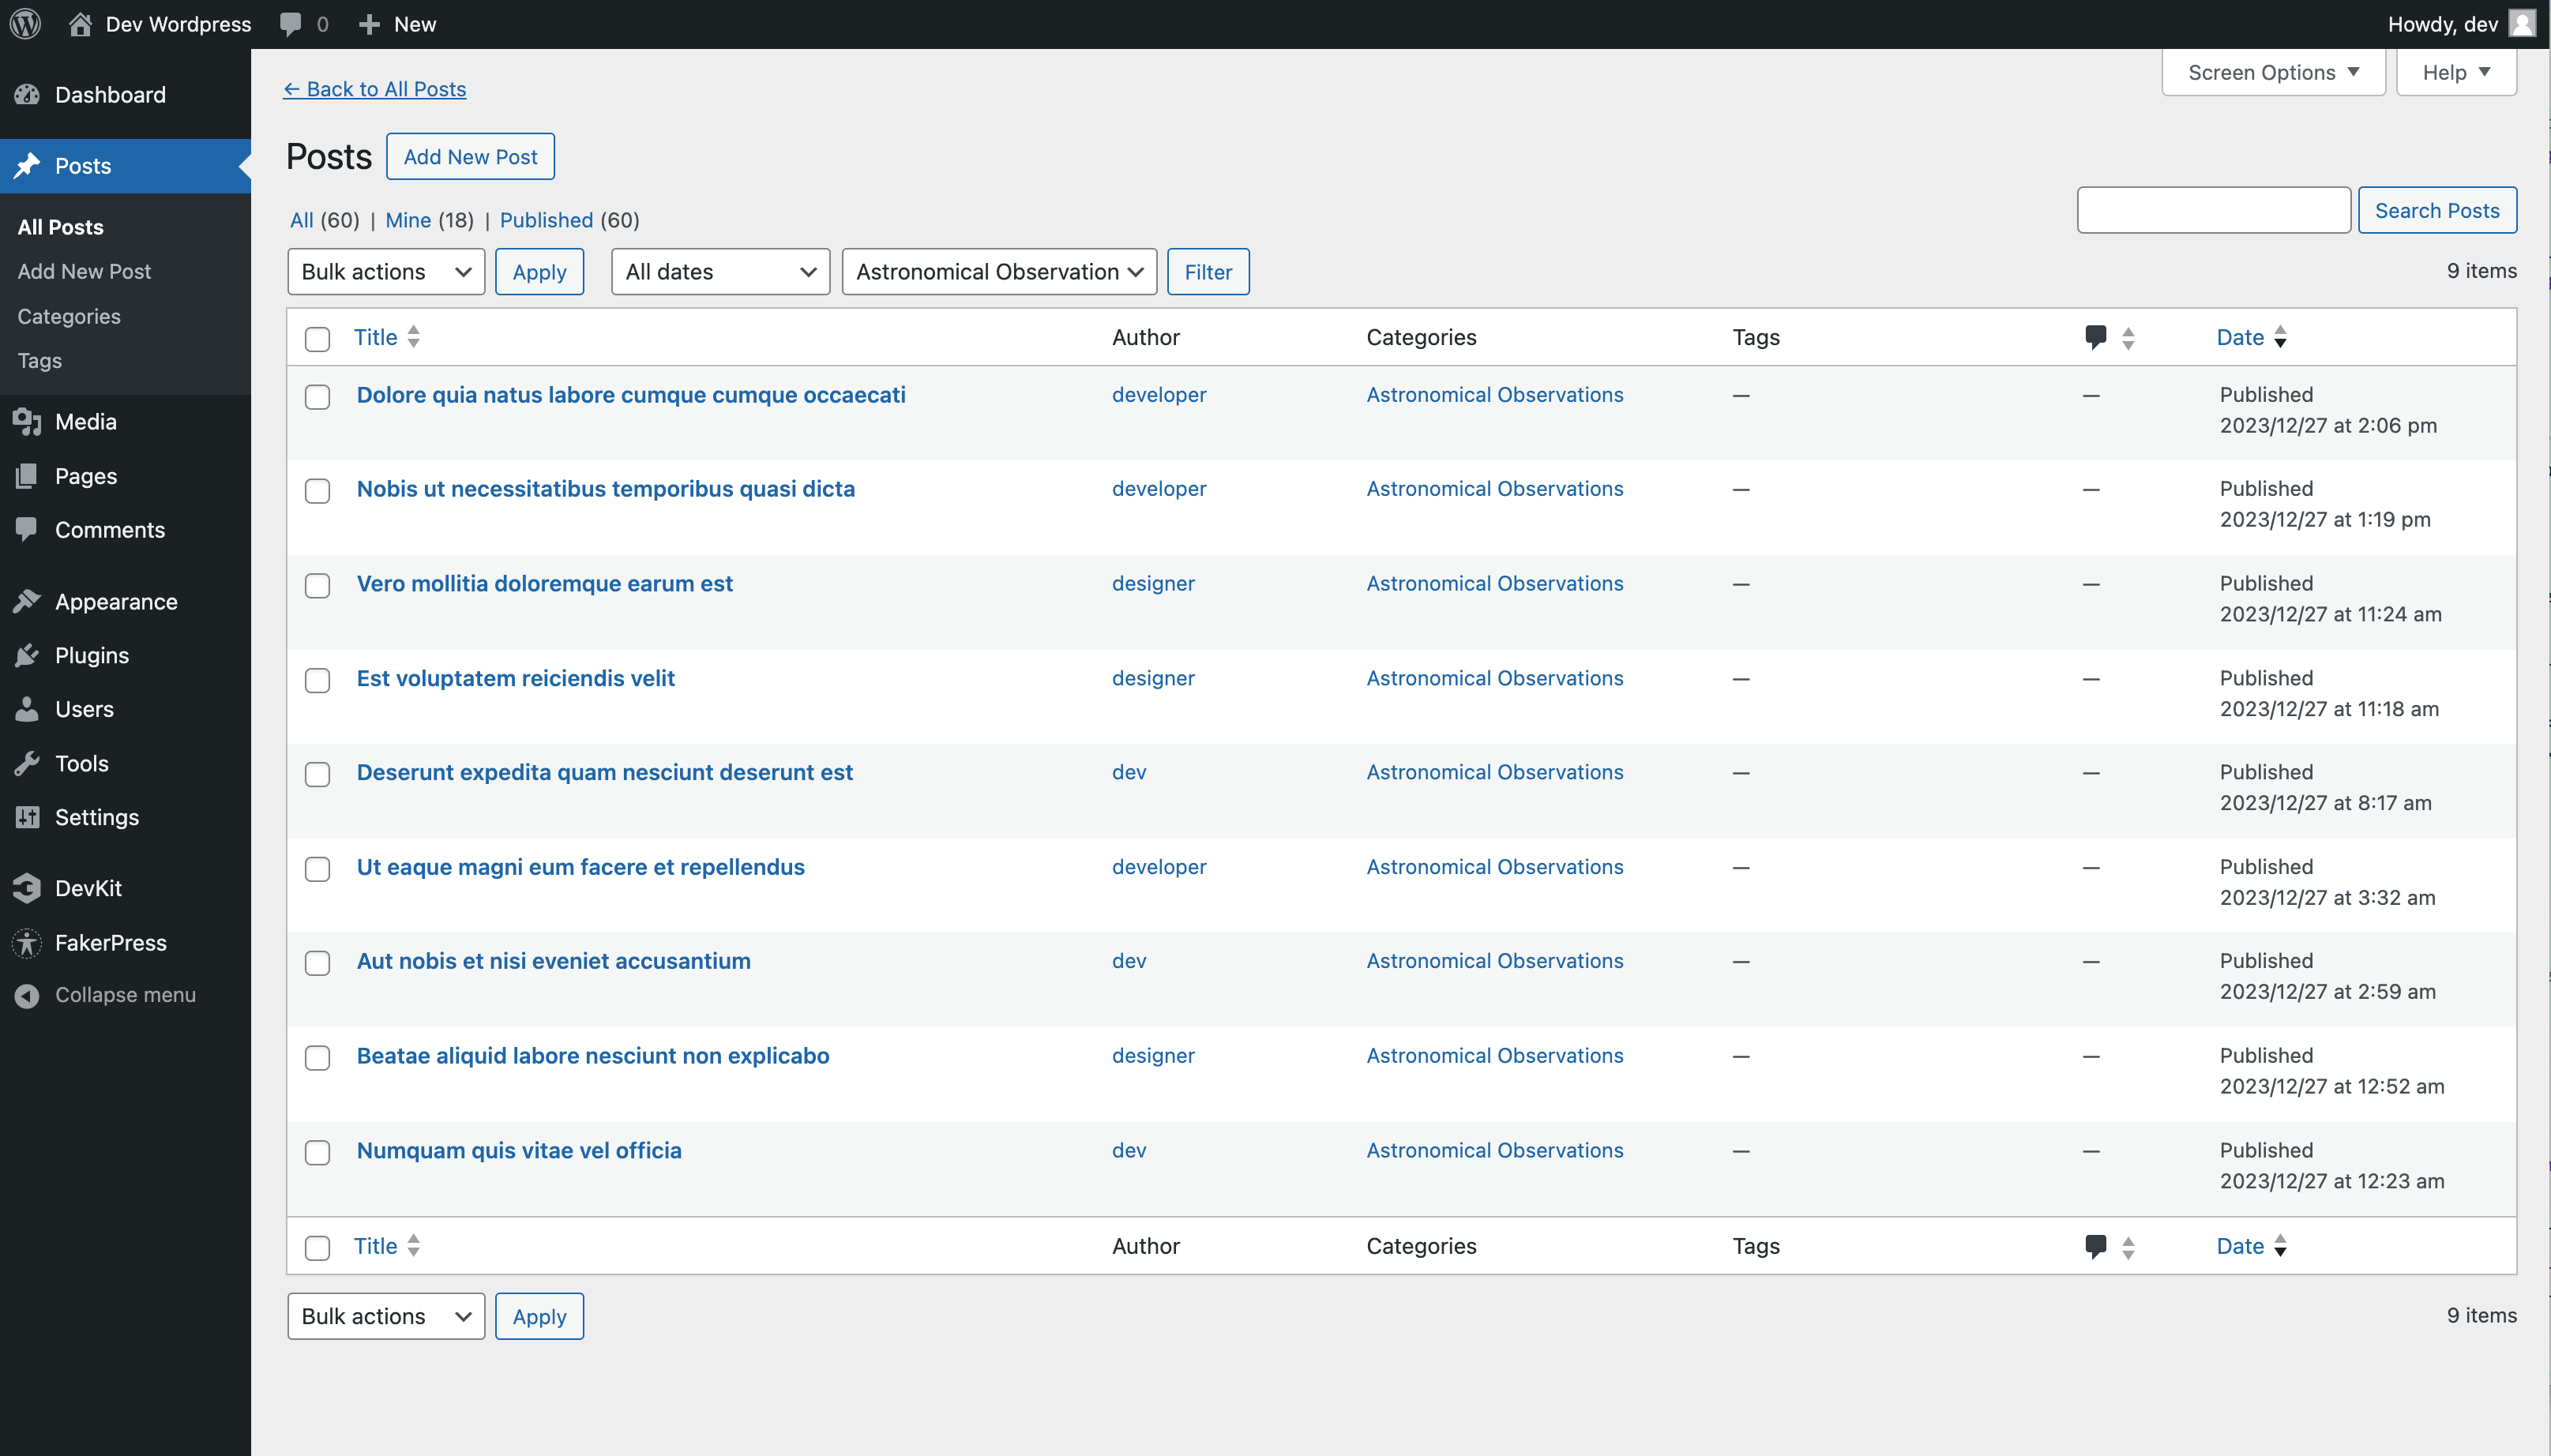 Dev Wordpress 0 New Howdy, dev
Dashboard
Posts
All Posts
Add New Post
Categories
Tags
Media
Pages
Comments
Appearance
Plugins
Users
Tools
Settings
DevKit
FakerPress
Collapse menu
← Back to All Posts
Screen Options Help
Posts Add New Post
All (60) | Mine (18) | Published (60)
Search Posts
Bulk actions Apply All dates Astronomical Observation Filter 9 items
Title Author Categories Tags Date
Dolore quia natus labore cumque cumque occaecati developer Astronomical Observations — — Published
2023/12/27 at 2:06 pm
Nobis ut necessitatibus temporibus quasi dicta developer Astronomical Observations — — Published
2023/12/27 at 1:19 pm
Vero mollitia doloremque earum est designer Astronomical Observations — — Published
2023/12/27 at 11:24 am
Est voluptatem reiciendis velit designer Astronomical Observations — — Published
2023/12/27 at 11:18 am
Deserunt expedita quam nesciunt deserunt est dev Astronomical Observations — — Published
2023/12/27 at 8:17 am
Ut eaque magni eum facere et repellendus developer Astronomical Observations — — Published
2023/12/27 at 3:32 am
Aut nobis et nisi eveniet accusantium dev Astronomical Observations — — Published
2023/12/27 at 2:59 am
Beatae aliquid labore nesciunt non explicabo designer Astronomical Observations — — Published
2023/12/27 at 12:52 am
Numquam quis vitae vel officia dev Astronomical Observations — — Published
2023/12/27 at 12:23 am
Title Author Categories Tags Date
Bulk actions Apply 9 items